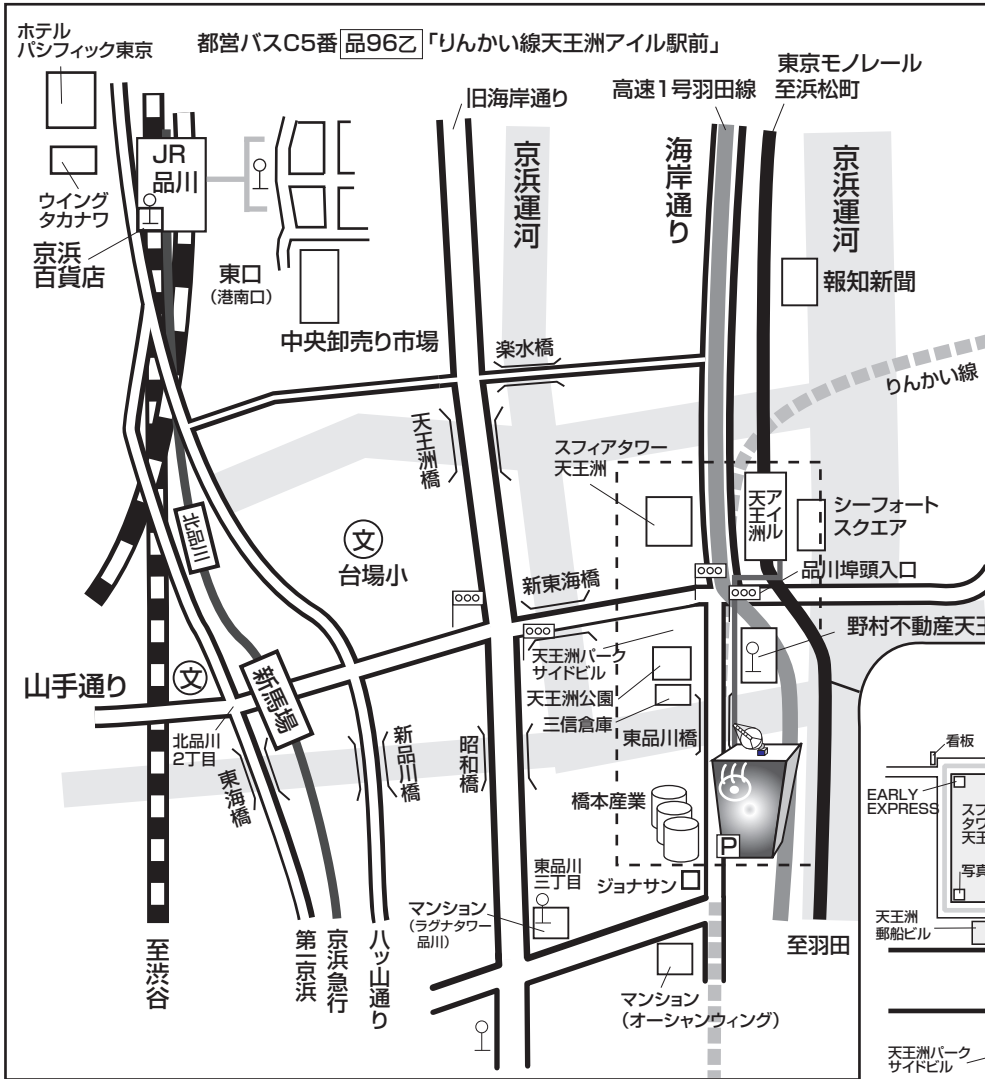 ホテル
パシフィック東京
都営バスC5番 品96乙 「りんかい線天王洲アイル駅前」
旧海岸通り
高速1号羽田線
東京モノレール
至浜松町
JR
品川
京浜運河
海岸通り
京浜運河
ウイング
タカナワ
京浜
百貨店
東口
(港南口)
報知新聞
中央卸売り市場
楽水橋
りんかい線
天王洲橋
スフィアタワー
天王洲
天王洲
アイル
シーフォート
スクエア
北品川
文
台場小
新東海橋
品川埠頭入口
野村不動産天王
山手通り
文
新馬場
天王洲パーク
サイドビル
天王洲公園
三信倉庫
東品川橋
北品川
2丁目
東海橋
新品川橋
昭和橋
橋本産業
P
看板
EARLY
EXPRESS
スフ
タワ
天王
写真
東品川
三丁目
ジョナサン
マンション
(ラグナタワー
品川)
天王洲
郵船ビル
至渋谷
第一京浜
京浜急行
八ッ山通り
至羽田
マンション
(オーシャンウィング)
天王洲パーク
サイドビル